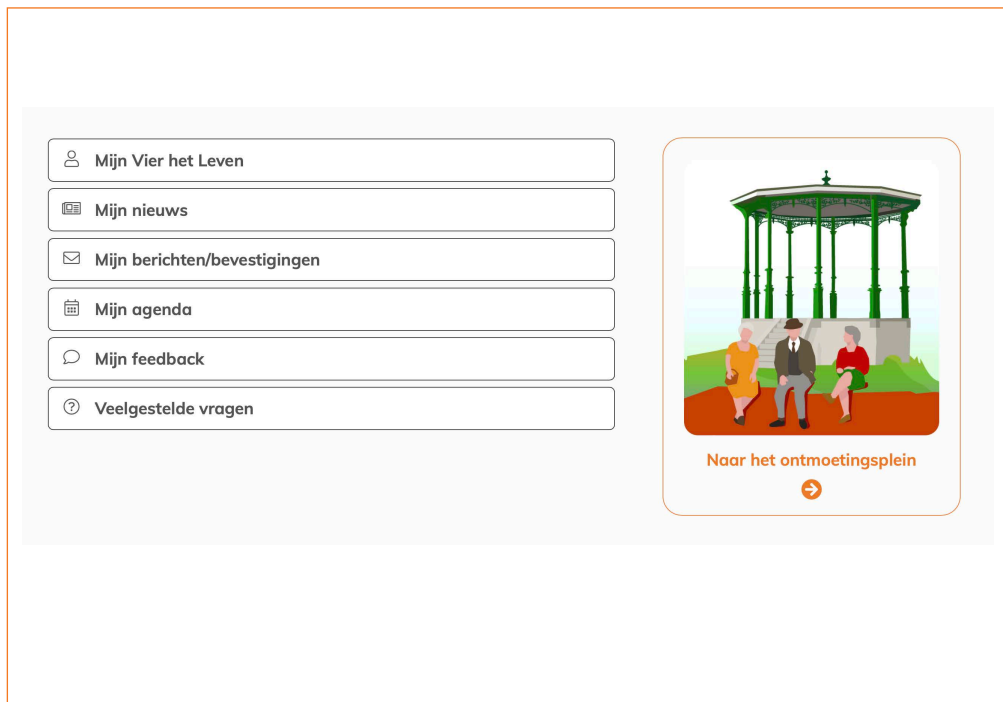 Mijn Vier het Leven
Mijn nieuws
Mijn berichten/bevestigingen
Mijn agenda
Mijn feedback
Veelgestelde vragen
Naar het ontmoetingsplein